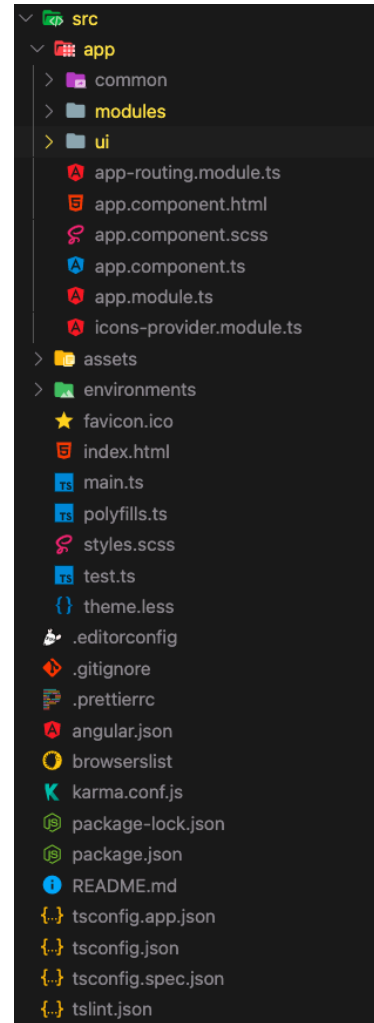 src
app
common
modules
ui
app-routing.module.ts
app.component.html
app.component.scss
app.component.ts
app.module.ts
icons-provider.module.ts
assets
environments
favicon.ico
index.html
TS main.ts
TS polyfills.ts
styles.scss
TS test.ts
{} theme.less
.editorconfig
.gitignore
.prettierrc
angular.json
browserslist
karma.conf.js
package-lock.json
package.json
README.md
{..} tsconfig.app.json
{..} tsconfig.json
{..} tsconfig.spec.json
{..} tslint.json